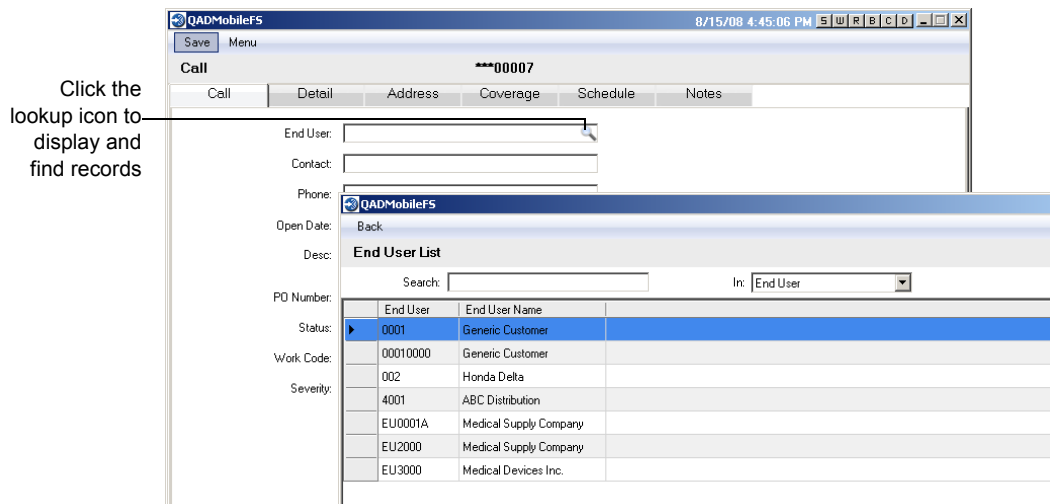 QADMobileFS 8/15/08 4:45:06 PM S W R B C D
Save Menu
Call ***00007
Call Detail Address Coverage Schedule Notes
Click the
lookup icon to
display and
find records
End User:
Contact:
Phone:
Open Date:
Desc:
PO Number:
Status:
Work Code:
Severity:
QADMobileFS
Back
End User List
Search: In: End User
End User End User Name
0001 Generic Customer
00010000 Generic Customer
002 Honda Delta
4001 ABC Distribution
EU0001A Medical Supply Company
EU2000 Medical Supply Company
EU3000 Medical Devices Inc.